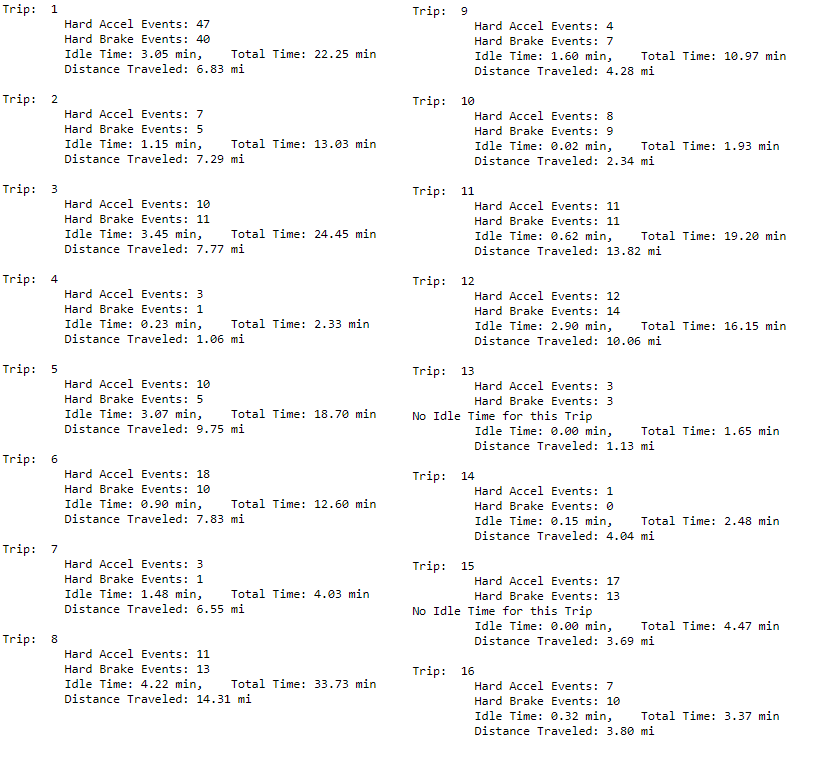 Trip:  1
Hard Accel Events: 47
Hard Brake Events: 40
Idle Time: 3.05 min,    Total Time: 22.25 min
Distance Traveled: 6.83 mi
Trip:  2
Hard Accel Events: 7
Hard Brake Events: 5
Idle Time: 1.15 min,    Total Time: 13.03 min
Distance Traveled: 7.29 mi
Trip:  3
Hard Accel Events: 10
Hard Brake Events: 11
Idle Time: 3.45 min,    Total Time: 24.45 min
Distance Traveled: 7.77 mi
Trip:  4
Hard Accel Events: 3
Hard Brake Events: 1
Idle Time: 0.23 min,    Total Time: 2.33 min
Distance Traveled: 1.06 mi
Trip:  5
Hard Accel Events: 10
Hard Brake Events: 5
Idle Time: 3.07 min,    Total Time: 18.70 min
Distance Traveled: 9.75 mi
Trip:  6
Hard Accel Events: 18
Hard Brake Events: 10
Idle Time: 0.90 min,    Total Time: 12.60 min
Distance Traveled: 7.83 mi
Trip:  7
Hard Accel Events: 3
Hard Brake Events: 1
Idle Time: 1.48 min,    Total Time: 4.03 min
Distance Traveled: 6.55 mi
Trip:  8
Hard Accel Events: 11
Hard Brake Events: 13
Idle Time: 4.22 min,    Total Time: 33.73 min
Distance Traveled: 14.31 mi
Trip:  9
Hard Accel Events: 4
Hard Brake Events: 7
Idle Time: 1.60 min,    Total Time: 10.97 min
Distance Traveled: 4.28 mi
Trip:  10
Hard Accel Events: 8
Hard Brake Events: 9
Idle Time: 0.02 min,    Total Time: 1.93 min
Distance Traveled: 2.34 mi
Trip:  11
Hard Accel Events: 11
Hard Brake Events: 11
Idle Time: 0.62 min,    Total Time: 19.20 min
Distance Traveled: 13.82 mi
Trip:  12
Hard Accel Events: 12
Hard Brake Events: 14
Idle Time: 2.90 min,    Total Time: 16.15 min
Distance Traveled: 10.06 mi
Trip:  13
Hard Accel Events: 3
Hard Brake Events: 3
No Idle Time for this Trip
Idle Time: 0.00 min,    Total Time: 1.65 min
Distance Traveled: 1.13 mi
Trip:  14
Hard Accel Events: 1
Hard Brake Events: 0
Idle Time: 0.15 min,    Total Time: 2.48 min
Distance Traveled: 4.04 mi
Trip:  15
Hard Accel Events: 17
Hard Brake Events: 13
No Idle Time for this Trip
Idle Time: 0.00 min,    Total Time: 4.47 min
Distance Traveled: 3.69 mi
Trip:  16
Hard Accel Events: 7
Hard Brake Events: 10
Idle Time: 0.32 min,    Total Time: 3.37 min
Distance Traveled: 3.80 mi